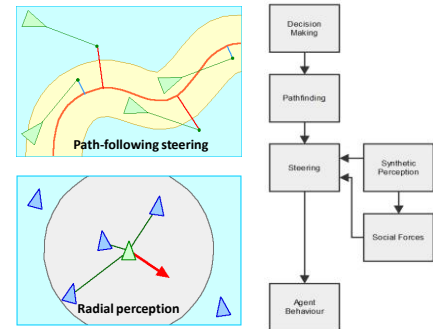 Path-following steering
Radial perception
Decision
Making
Pathfinding
Steering
Synthetic
Perception
Social Forces
Agent
Behaviour